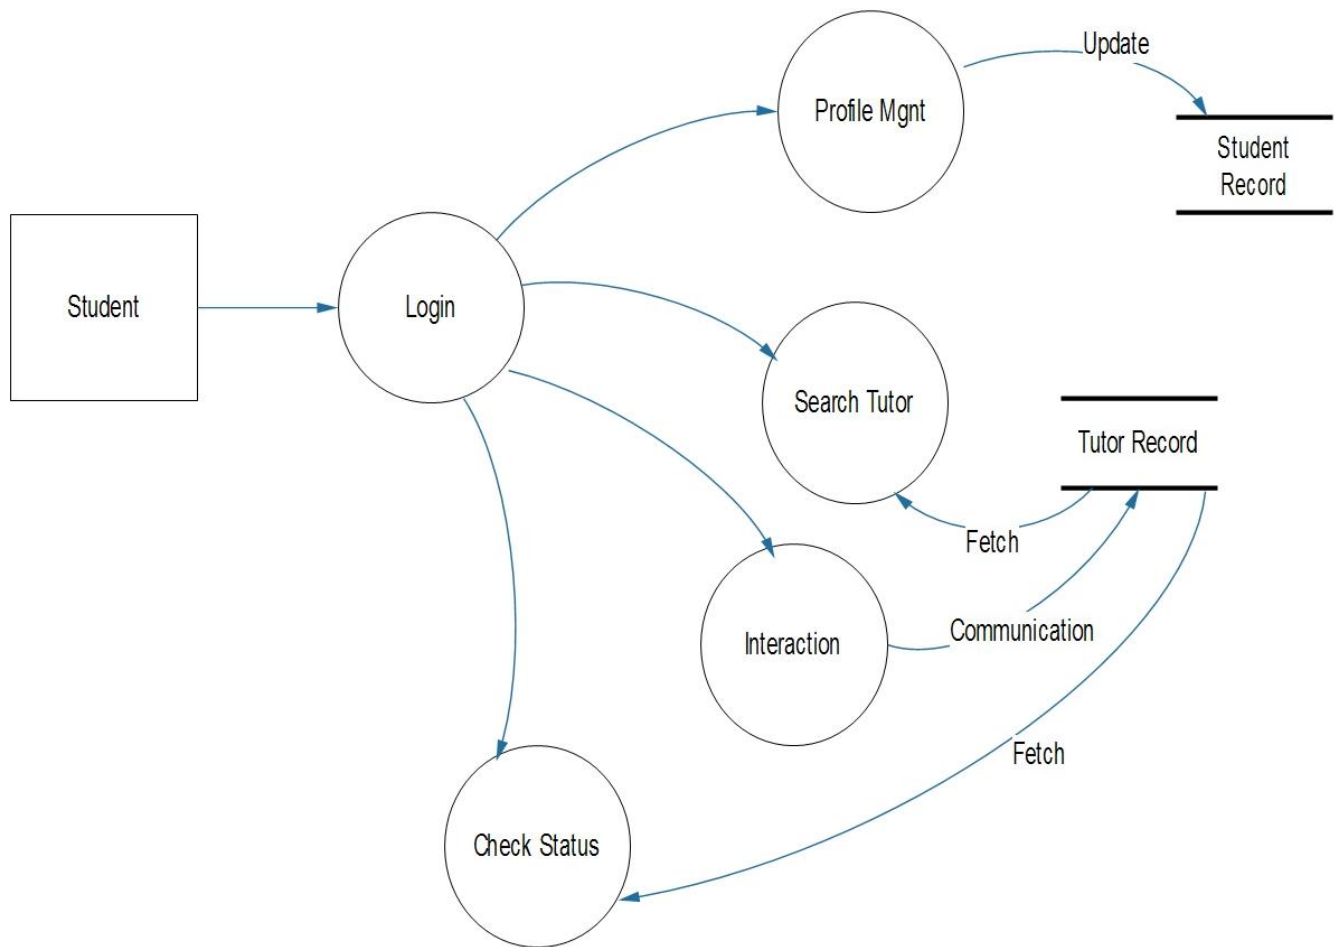 Update
Profile Mgnt
Student
Record
Student
Login
Search Tutor
Tutor Record
Fetch
Communication
Interaction
Fetch
Check Status